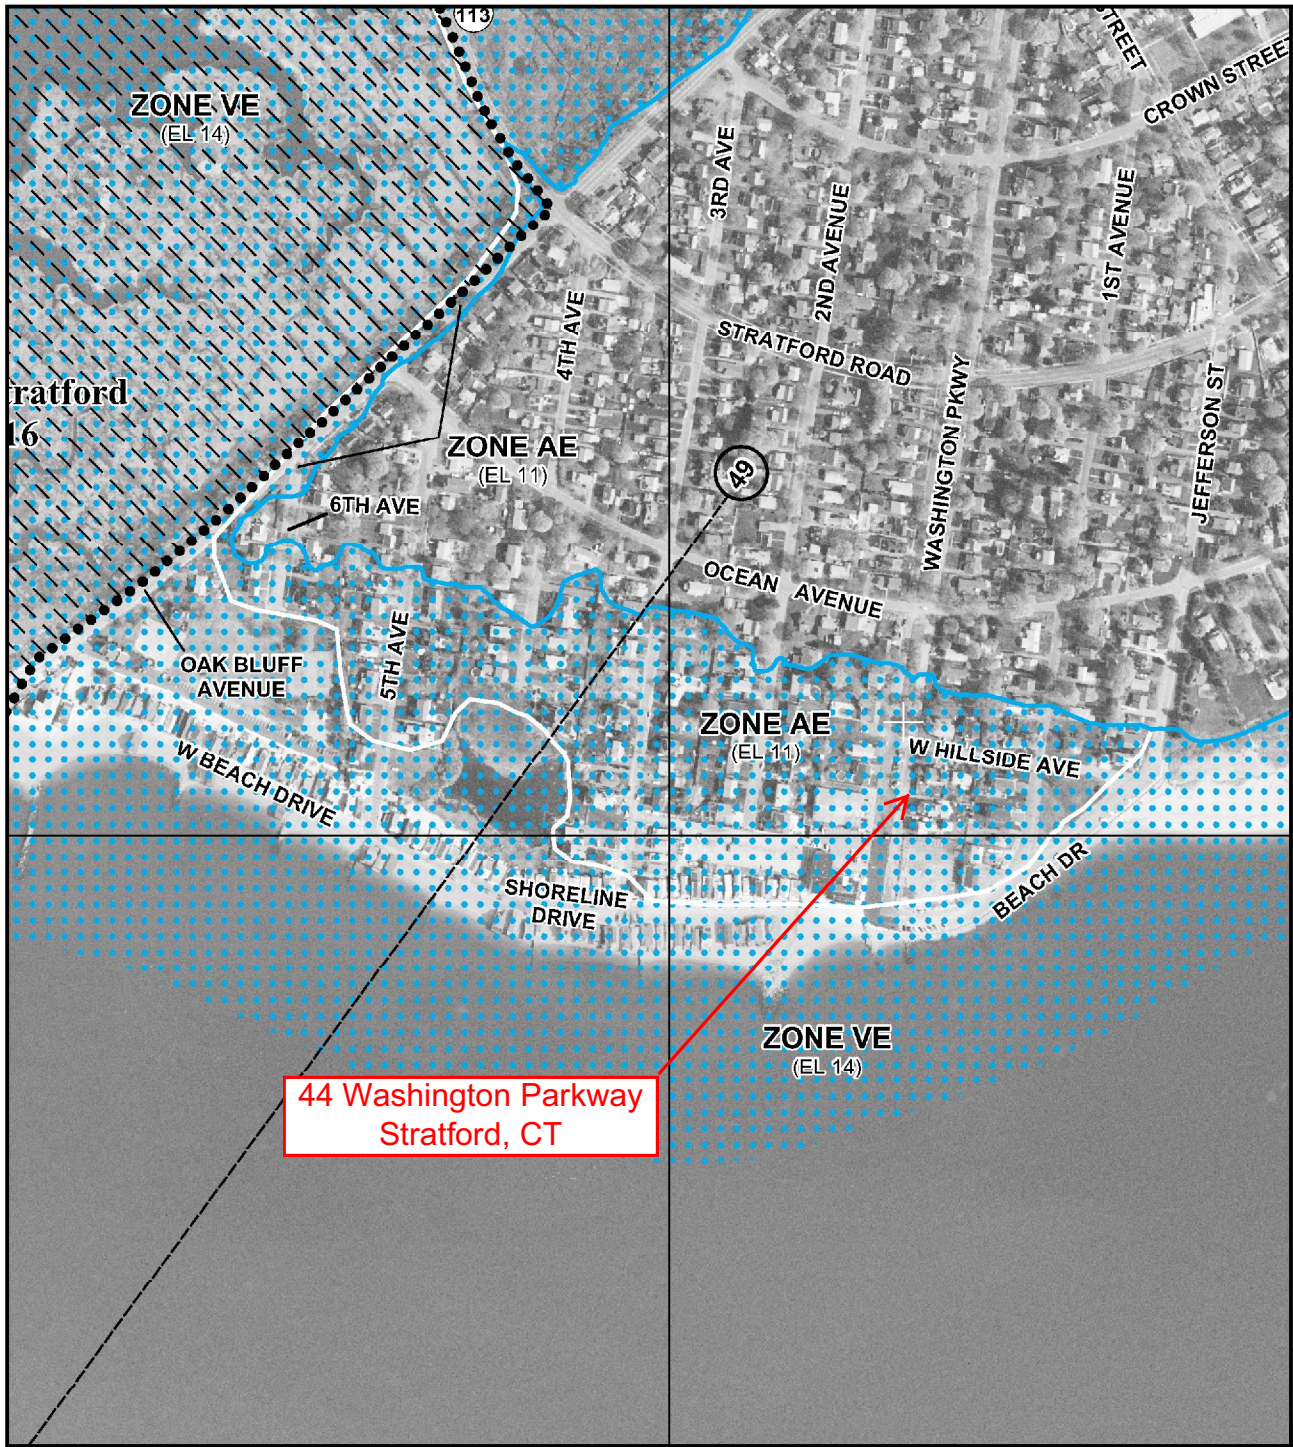 113
STREET
CROWN STREET
ZONE VE
(EL 14)
3RD AVE
2ND AVENUE
1ST AVENUE
4TH AVE
STRATFORD ROAD
WASHINGTON PKWY
JEFFERSON ST
tratford
16
ZONE AE
(EL 11)
49
6TH AVE
OCEAN AVENUE
5TH AVE
OAK BLUFF
AVENUE
ZONE AE
(EL 11)
W HILLSIDE AVE
W BEACH DRIVE
SHORELINE
DRIVE
BEACH DR
ZONE VE
(EL 14)
44 Washington Parkway
Stratford, CT